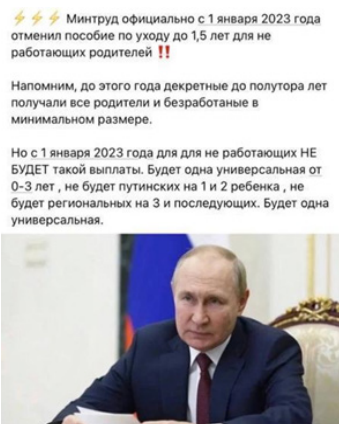 ⚡⚡⚡ Минтруд официально с 1 января 2023 года
отменил пособие по уходу до 1,5 лет для не
работающих родителей ‼️
Напомним, до этого года декретные до полутора лет
получали все родители и безработаные в
минимальном размере.
Но с 1 января 2023 года для для не работающих НЕ
БУДЕТ такой выплаты. Будет одна универсальная от
0-3 лет , не будет путинских на 1 и 2 ребенка , не
будет региональных на 3 и последующих. Будет одна
универсальная.